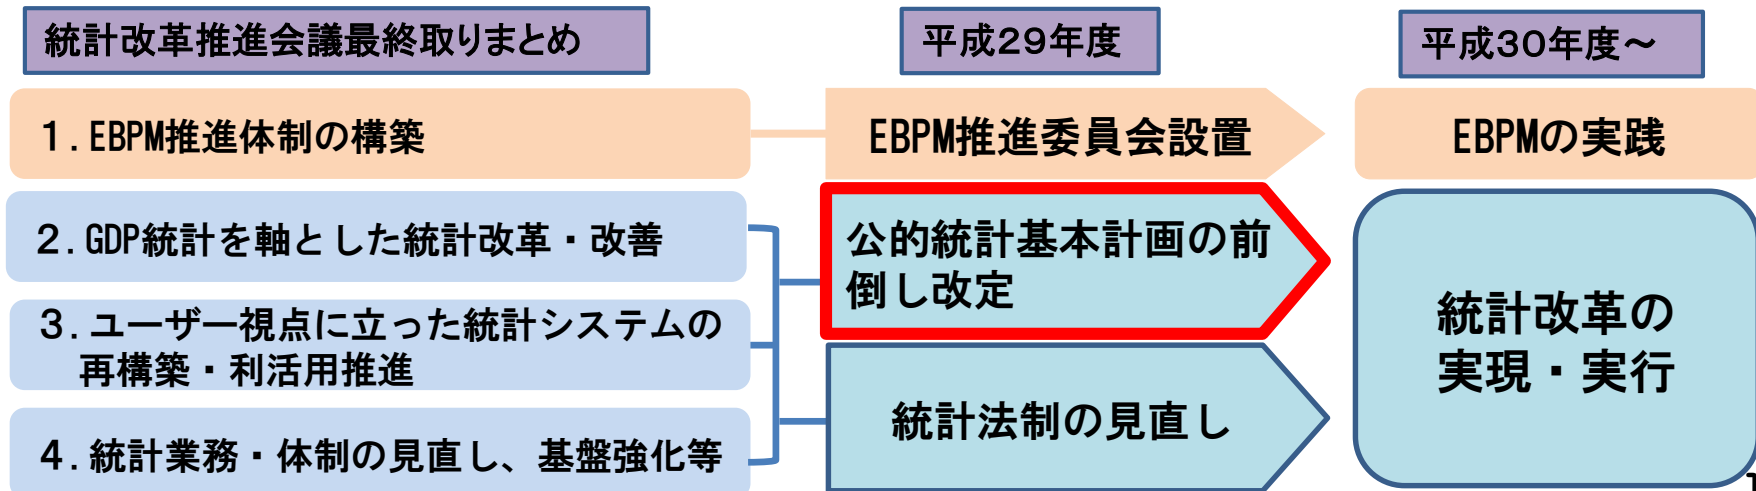 統計改革推進会議最終取りまとめ
平成29年度
平成30年度～
1．EBPM推進体制の構築
EBPM推進委員会設置
EBPMの実践
2．GDP統計を軸とした統計改革・改善
3．ユーザー視点に立った統計システムの
再構築・利活用推進
4．統計業務・体制の見直し、基盤強化等
公的統計基本計画の前
倒し改定
統計法制の見直し
統計改革の
実現・実行